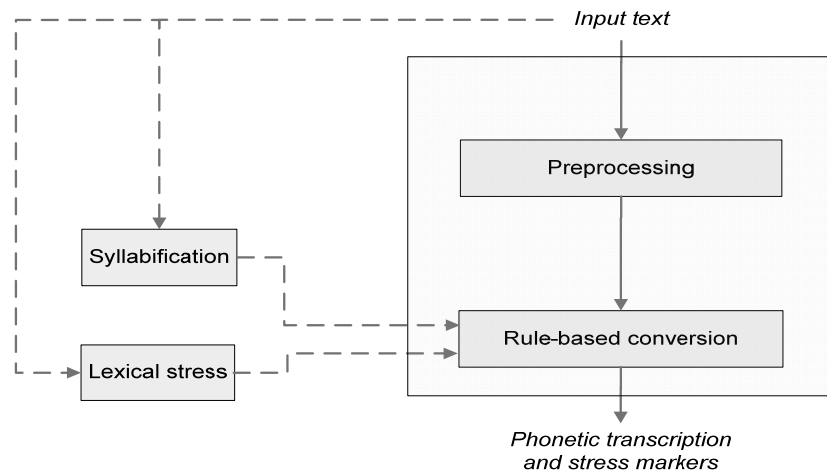 Input text
Preprocessing
Syllabification
Rule-based conversion
Lexical stress
Phonetic transcription
and stress markers